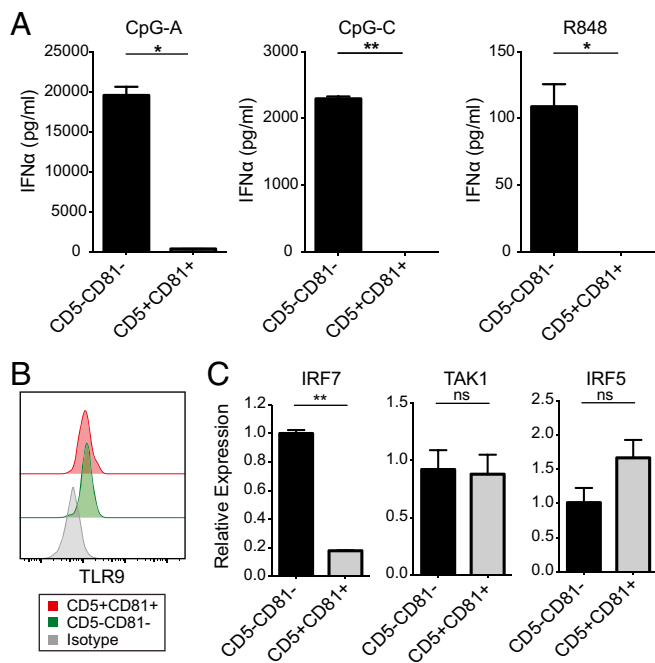 A
CpG-A
CpG-C
R848
*
**
*
IFNα (pg/ml)
25000
20000
15000
10000
5000
0
CD5-CD81-
CD5+CD81+
IFNα (pg/ml)
3000
2000
1000
0
CD5-CD81-
CD5+CD81+
IFNα (pg/ml)
150
100
50
0
CD5-CD81-
CD5+CD81+
B
TLR9
CD5+CD81+
CD5-CD81-
Isotype
C
IRF7
TAK1
IRF5
**
ns
ns
Relative Expression
1.2
1.0
0.8
0.6
0.4
0.2
0.0
CD5-CD81-
CD5+CD81+
1.5
1.0
0.5
0.0
CD5-CD81-
CD5+CD81+
2.5
2.0
1.5
1.0
0.5
0.0
CD5-CD81-
CD5+CD81+